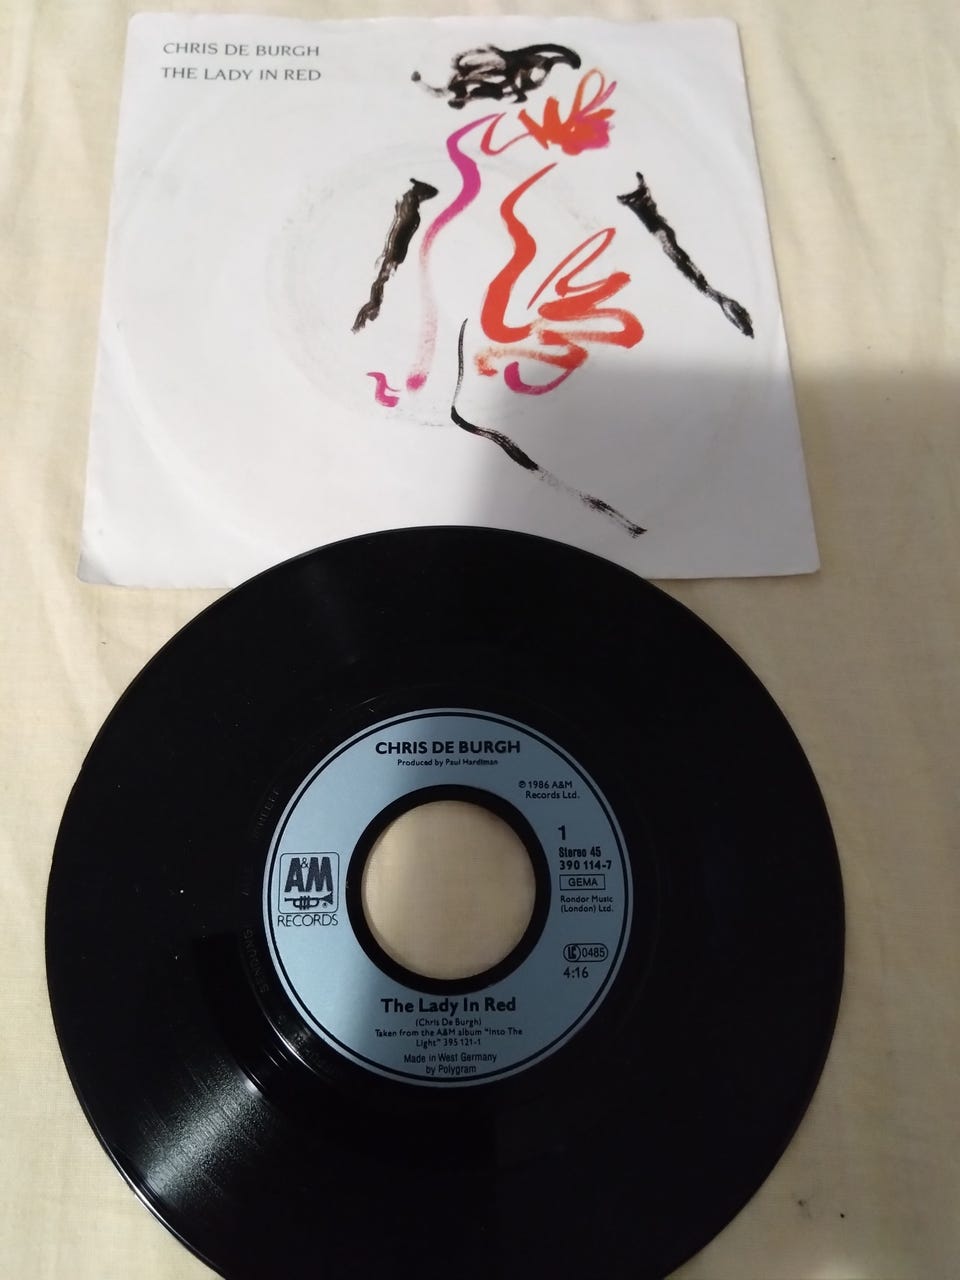 CHRIS DE BURGH
THE LADY IN RED
CHRIS DE BURGH
Produced by Paul Hardiman
℗ 1986 A&M
Records Ltd.
1
Stereo 45
390 114-7
GEMA
Rondor Music
(London) Ltd.
A&M
RECORDS
LC 0485
4:16
The Lady In Red
(Chris De Burgh)
Taken from the A&M album "Into The
Light" 395 121-1
Made in West Germany
by Polygram